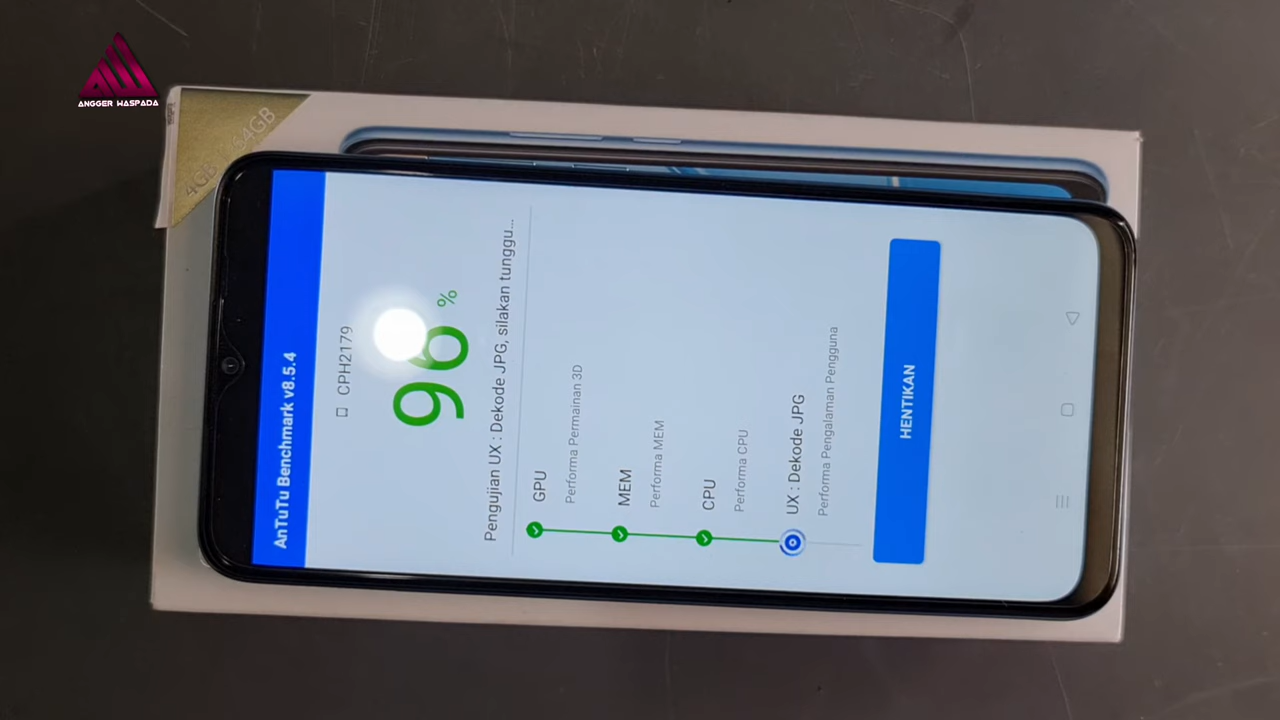 ANGGER WASPADA
4GB 64GB
AnTuTu Benchmark v8.5.4
CPH2179
96 %
Pengujian UX : Dekode JPG, silakan tunggu...
GPU
Performa Permainan 3D
MEM
Performa MEM
CPU
Performa CPU
UX : Dekode JPG
Performa Pengalaman Pengguna
HENTIKAN